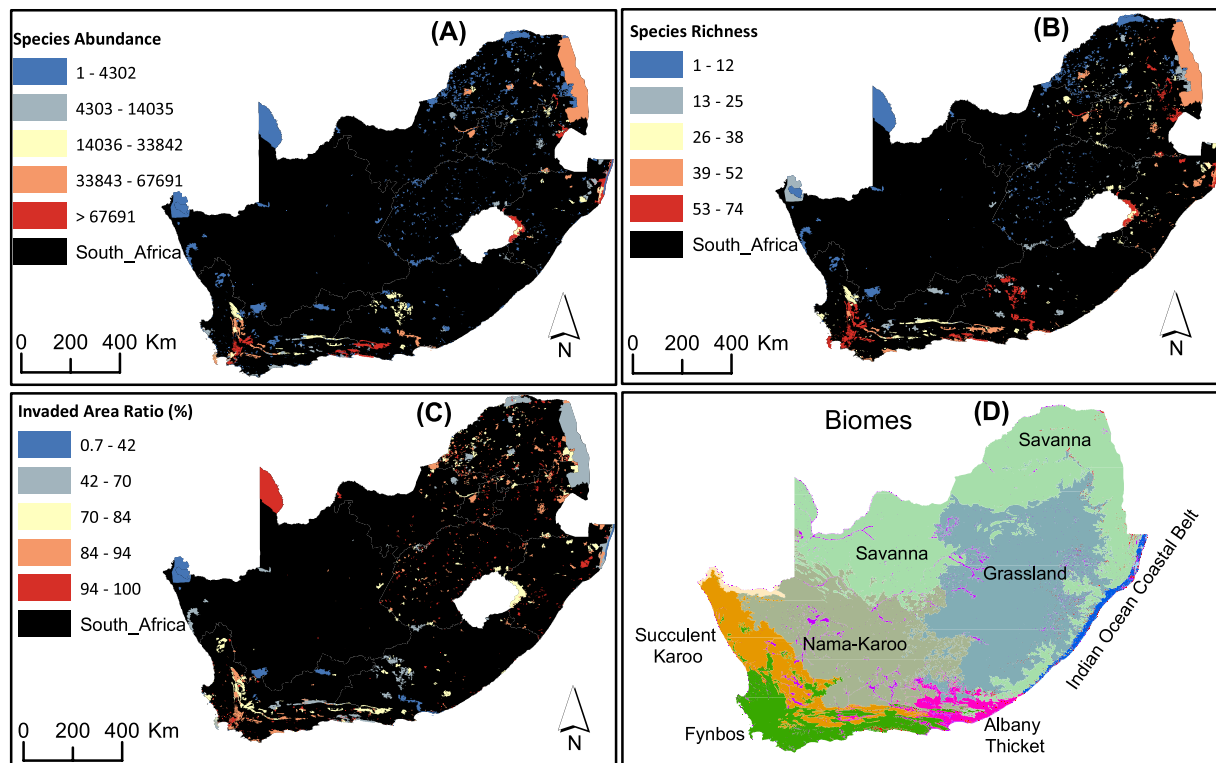 (A)
Species Abundance
1 - 4302
4303 - 14035
14036 - 33842
33843 - 67691
> 67691
South_Africa
0 200 400 Km
N
(B)
Species Richness
1 - 12
13 - 25
26 - 38
39 - 52
53 - 74
South_Africa
0 200 400 Km
N
(C)
Invaded Area Ratio (%)
0.7 - 42
42 - 70
70 - 84
84 - 94
94 - 100
South_Africa
0 200 400 Km
N
(D)
Biomes
Savanna
Savanna
Grassland
Indian Ocean Coastal Belt
Succulent
Karoo
Nama-Karoo
Fynbos
Albany
Thicket